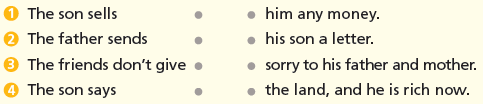 1 The son sells him any money.
2 The father sends his son a letter.
3 The friends don't give sorry to his father and mother.
4 The son says the land, and he is rich now.